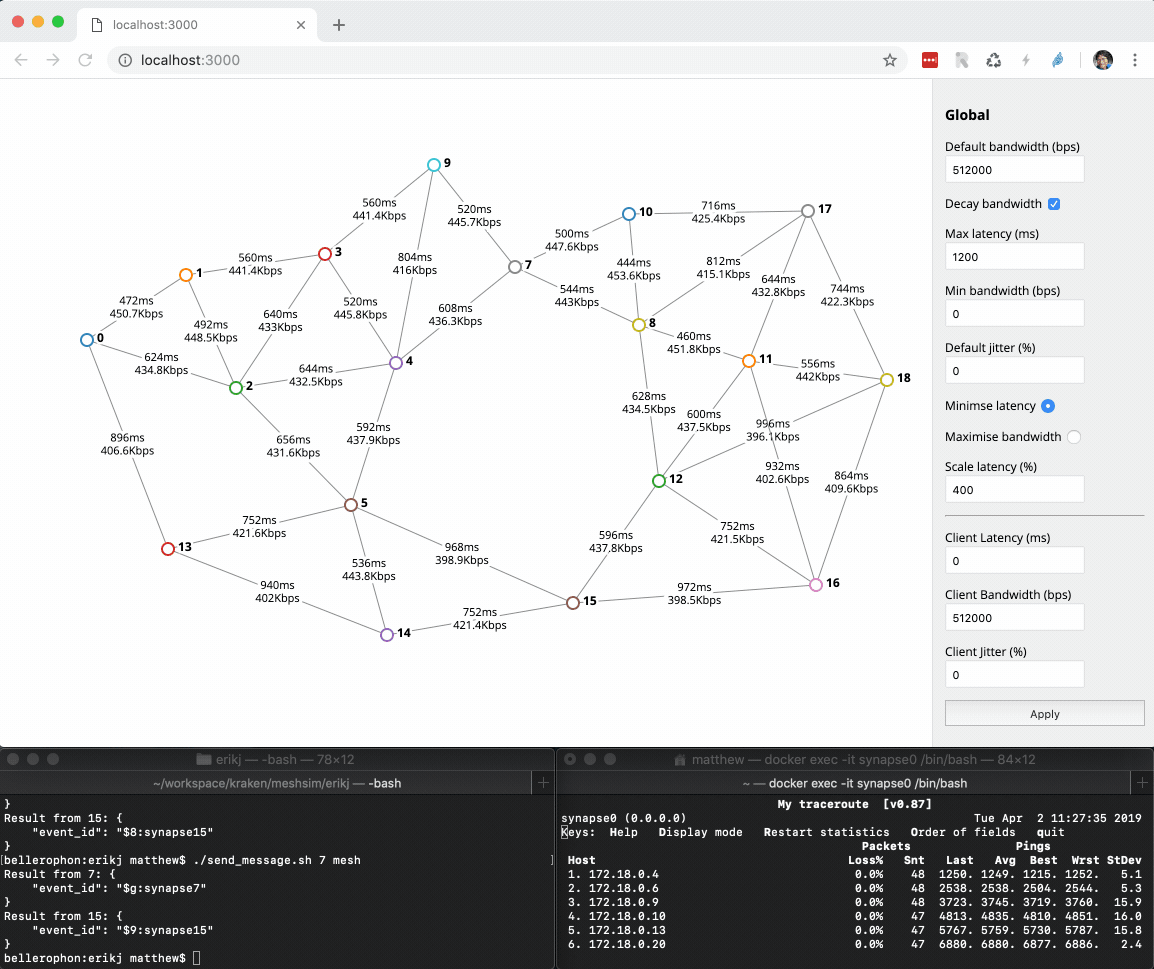 localhost:3000
localhost:3000
9
560ms
441.4Kbps
520ms
445.7Kbps
10
716ms
425.4Kbps
17
500ms
447.6Kbps
3
560ms
441.4Kbps
1
804ms
416Kbps
7
444ms
453.6Kbps
812ms
415.1Kbps
644ms
432.8Kbps
744ms
422.3Kbps
544ms
443Kbps
472ms
450.7Kbps
520ms
445.8Kbps
608ms
436.3Kbps
640ms
433Kbps
492ms
448.5Kbps
8
0
460ms
451.8Kbps
11
624ms
434.8Kbps
4
644ms
432.5Kbps
556ms
442Kbps
18
2
628ms
434.5Kbps
600ms
437.5Kbps
996ms
396.1Kbps
592ms
437.9Kbps
656ms
431.6Kbps
896ms
406.6Kbps
932ms
402.6Kbps
864ms
409.6Kbps
12
5
752ms
421.6Kbps
752ms
421.5Kbps
596ms
437.8Kbps
13
968ms
398.9Kbps
536ms
443.8Kbps
940ms
402Kbps
16
972ms
398.5Kbps
15
752ms
421.4Kbps
14
Global
Default bandwidth (bps)
512000
Decay bandwidth
Max latency (ms)
1200
Min bandwidth (bps)
0
Default jitter (%)
0
Minimse latency
Maximise bandwidth
Scale latency (%)
400
Client Latency (ms)
0
Client Bandwidth (bps)
512000
Client Jitter (%)
0
Apply
erikj — -bash — 78×12
~/workspace/kraken/meshsim/erikj — -bash
}
Result from 15: {
"event_id": "$8:synapse15"
}
[bellerophon:erikj matthew$ ./send_message.sh 7 mesh ]
Result from 7: {
"event_id": "$g:synapse7"
}
Result from 15: {
"event_id": "$9:synapse15"
}
bellerophon:erikj matthew$
matthew — docker exec -it synapse0 /bin/bash — 84×12
~ — docker exec -it synapse0 /bin/bash
My traceroute [v0.87]
synapse0 (0.0.0.0) Tue Apr 2 11:27:35 2019
Keys: Help Display mode Restart statistics Order of fields quit
Packets Pings
Host Loss% Snt Last Avg Best Wrst StDev
1. 172.18.0.4 0.0% 48 1250. 1249. 1215. 1252. 5.1
2. 172.18.0.6 0.0% 48 2538. 2538. 2504. 2544. 5.3
3. 172.18.0.9 0.0% 48 3723. 3745. 3719. 3760. 15.9
4. 172.18.0.10 0.0% 47 4813. 4835. 4810. 4851. 16.0
5. 172.18.0.13 0.0% 47 5767. 5759. 5730. 5787. 15.8
6. 172.18.0.20 0.0% 47 6880. 6880. 6877. 6886. 2.4